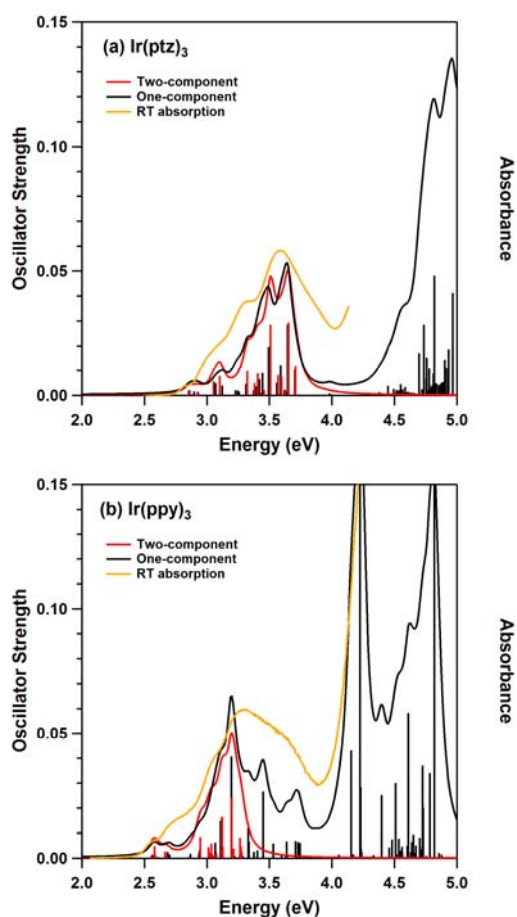 (a) Ir(ptz)₃
Two-component
One-component
RT absorption
Oscillator Strength
0.15
0.10
0.05
0.00
2.0 2.5 3.0 3.5 4.0 4.5 5.0
Energy (eV)
Absorbance
(b) Ir(ppy)₃
Two-component
One-component
RT absorption
Oscillator Strength
0.15
0.10
0.05
0.00
2.0 2.5 3.0 3.5 4.0 4.5 5.0
Energy (eV)
Absorbance